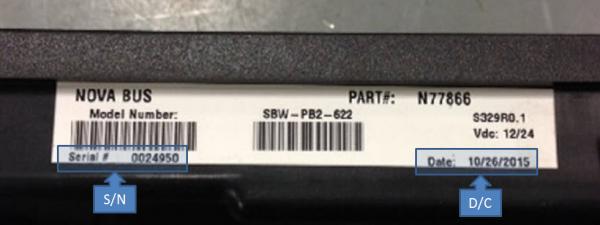 NOVA BUS PART#: N77866
Model Number: SBW-PB2-622 S329R0.1
Vdc: 12/24
Serial # 0024950 Date: 10/26/2015
S/N D/C